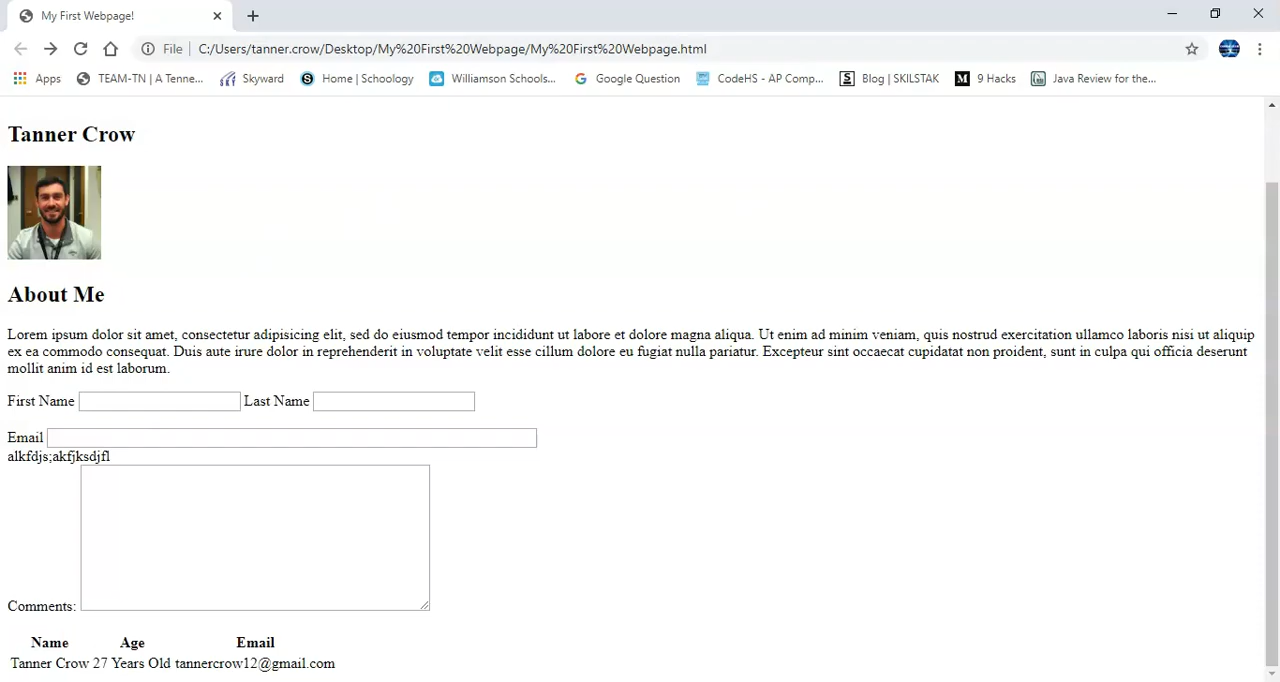 My First Webpage!
File C:/Users/tanner.crow/Desktop/My%20First%20Webpage/My%20First%20Webpage.html
Apps TEAM-TN | A Tenne... Skyward Home | Schoology Williamson Schools... Google Question CodeHS - AP Comp... Blog | SKILSTAK 9 Hacks Java Review for the...
Tanner Crow
About Me
Lorem ipsum dolor sit amet, consectetur adipisicing elit, sed do eiusmod tempor incididunt ut labore et dolore magna aliqua. Ut enim ad minim veniam, quis nostrud exercitation ullamco laboris nisi ut aliquip
ex ea commodo consequat. Duis aute irure dolor in reprehenderit in voluptate velit esse cillum dolore eu fugiat nulla pariatur. Excepteur sint occaecat cupidatat non proident, sunt in culpa qui officia deserunt
mollit anim id est laborum.
First Name Last Name
Email
alkfdjs;akfjksdjfl
Comments:
Name Age Email
Tanner Crow 27 Years Old tannercrow12@gmail.com